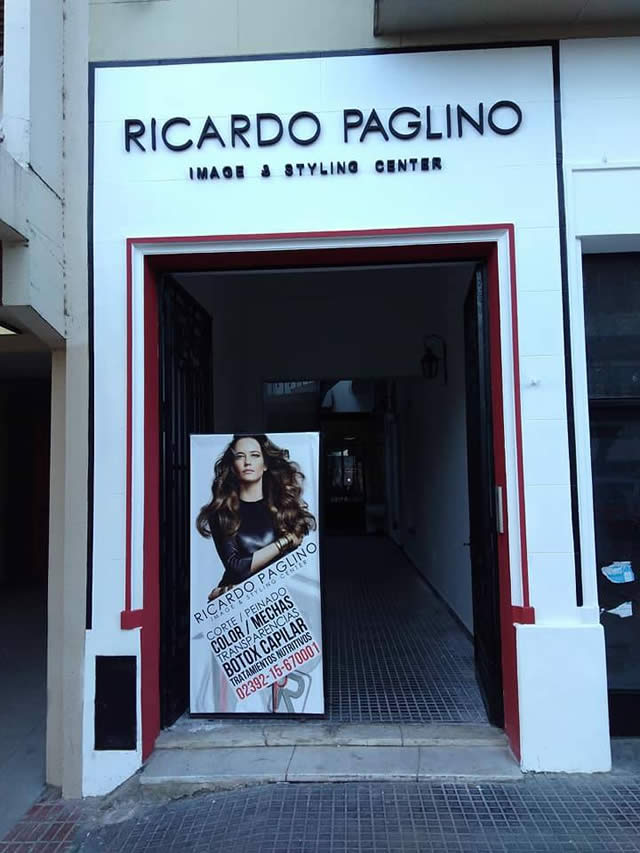 RICARDO PAGLINO
IMAGE & STYLING CENTER
RICARDO PAGLINO
IMAGE & STYLING CENTER
CORTE / PEINADO
COLOR / MECHAS
TRANSPARENCIAS
BOTOX CAPILAR
TRATAMIENTOS NUTRITIVOS
02392-15-670001